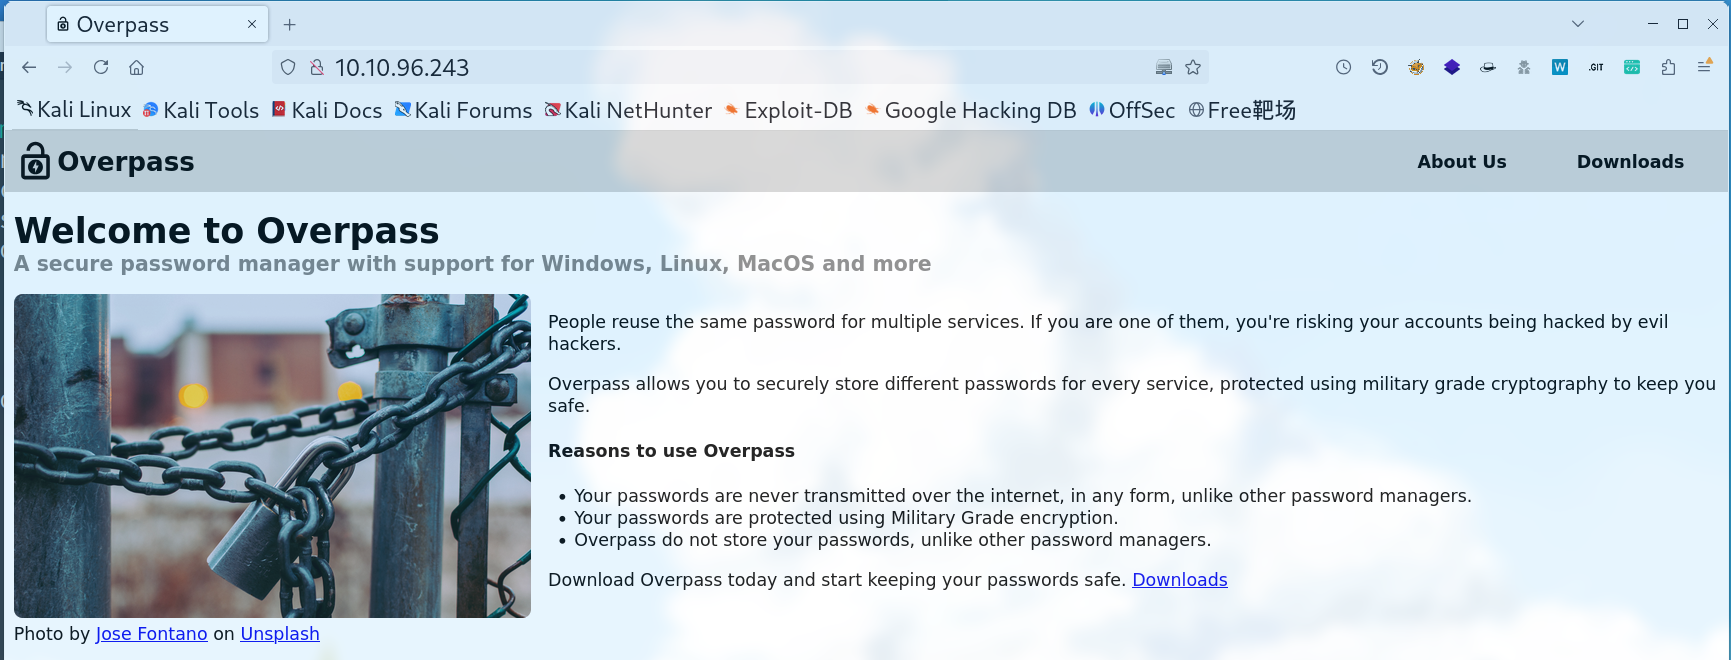 Overpass
10.10.96.243
Kali Linux Kali Tools Kali Docs Kali Forums Kali NetHunter Exploit-DB Google Hacking DB OffSec Free靶场
Overpass About Us Downloads
Welcome to Overpass
A secure password manager with support for Windows, Linux, MacOS and more
People reuse the same password for multiple services. If you are one of them, you're risking your accounts being hacked by evil
hackers.
Overpass allows you to securely store different passwords for every service, protected using military grade cryptography to keep you
safe.
Reasons to use Overpass
• Your passwords are never transmitted over the internet, in any form, unlike other password managers.
• Your passwords are protected using Military Grade encryption.
• Overpass do not store your passwords, unlike other password managers.
Download Overpass today and start keeping your passwords safe. Downloads
Photo by Jose Fontano on Unsplash